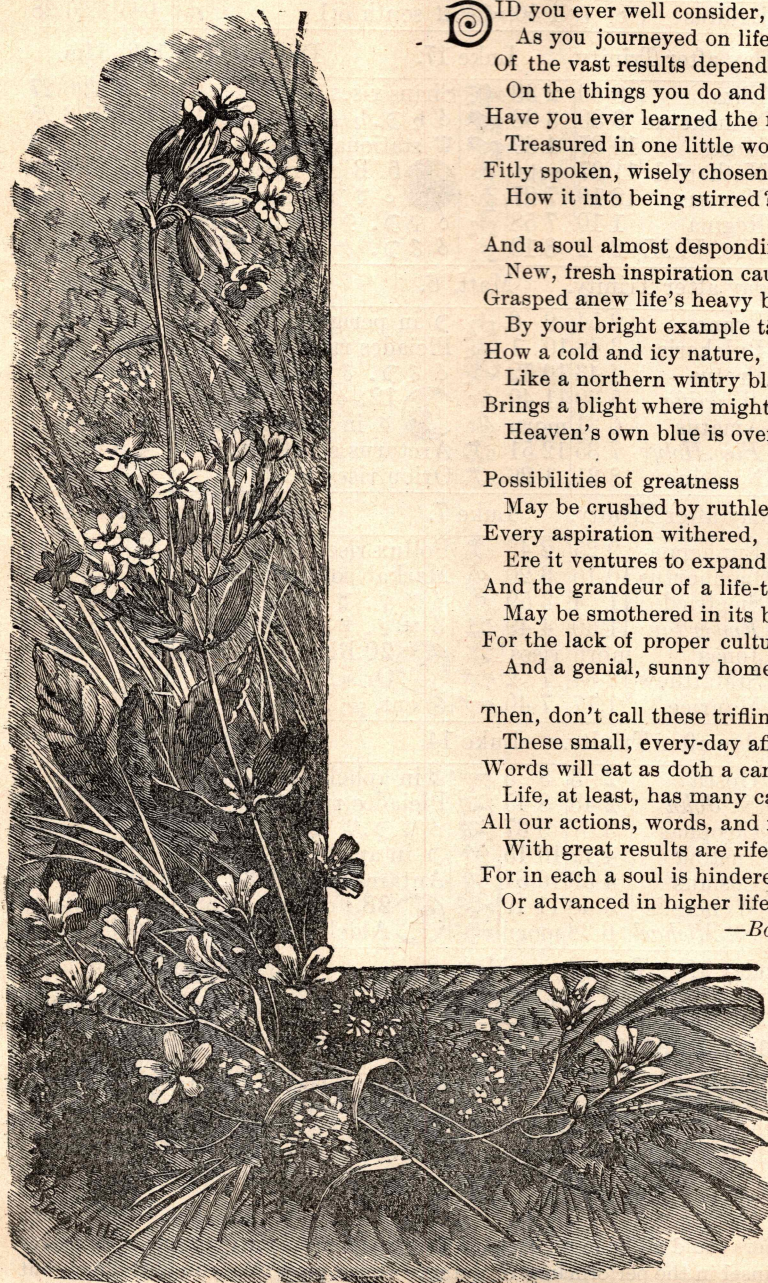 DID you ever well consider,
As you journeyed on life
Of the vast results depend
On the things you do and
Have you ever learned the
Treasured in one little wo
Fitly spoken, wisely chosen
How it into being stirred?
And a soul almost despondi
New, fresh inspiration cau
Grasped anew life's heavy b
By your bright example ta
How a cold and icy nature,
Like a northern wintry bl
Brings a blight where might
Heaven's own blue is ove
Possibilities of greatness
May be crushed by ruthle
Every aspiration withered,
Ere it ventures to expand
And the grandeur of a life-t
May be smothered in its b
For the lack of proper cultu
And a genial, sunny home
Then, don't call these triflin
These small, every-day af
Words will eat as doth a can
Life, at least, has many ca
All our actions, words, and
With great results are rife
For in each a soul is hindere
Or advanced in higher life
—Bo